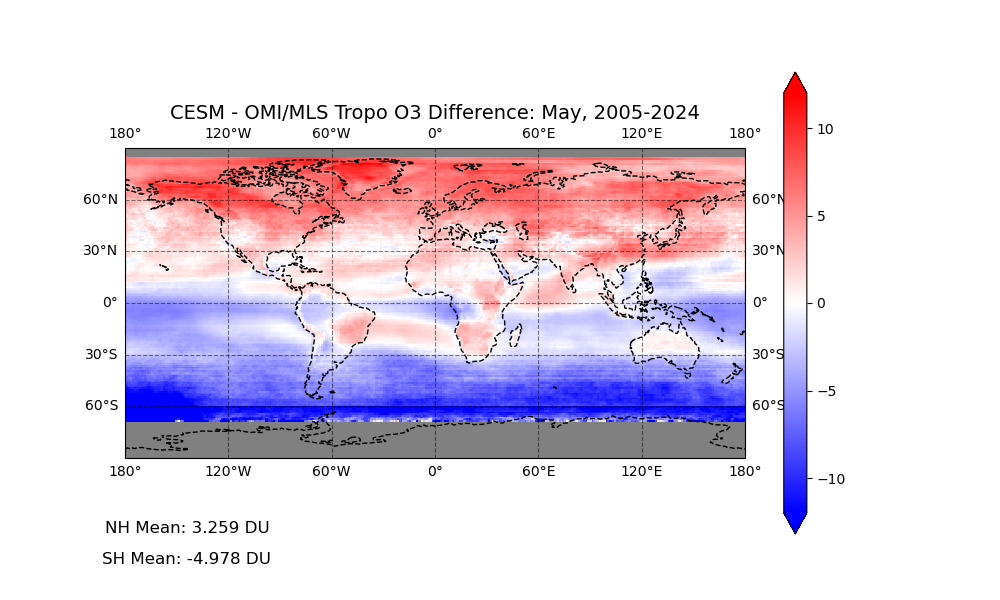 CESM - OMI/MLS Tropo O3 Difference: May, 2005-2024
180° 120°W 60°W 0° 60°E 120°E 180°
10
60°N 60°N
5
30°N 30°N
0° 0° 0
30°S 30°S
−5
60°S 60°S
180° 120°W 60°W 0° 60°E 120°E 180°
−10
NH Mean: 3.259 DU
SH Mean: -4.978 DU